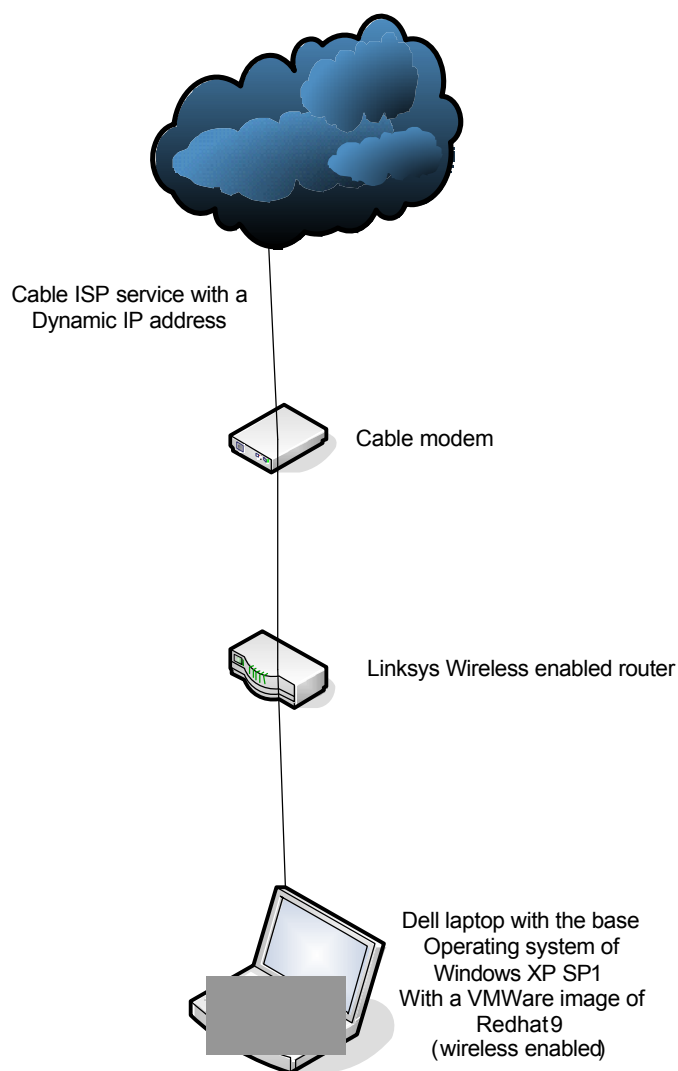 Cable ISP service with a
Dynamic IP address
Cable modem
Linksys Wireless enabled router
Dell laptop with the base
Operating system of
Windows XP SP1
With a VMWare image of
Redhat 9
(wireless enabled)